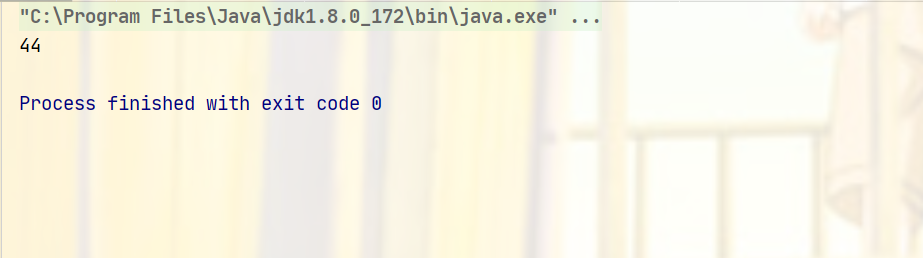 "C:\Program Files\Java\jdk1.8.0_172\bin\java.exe" ...
44
Process finished with exit code 0